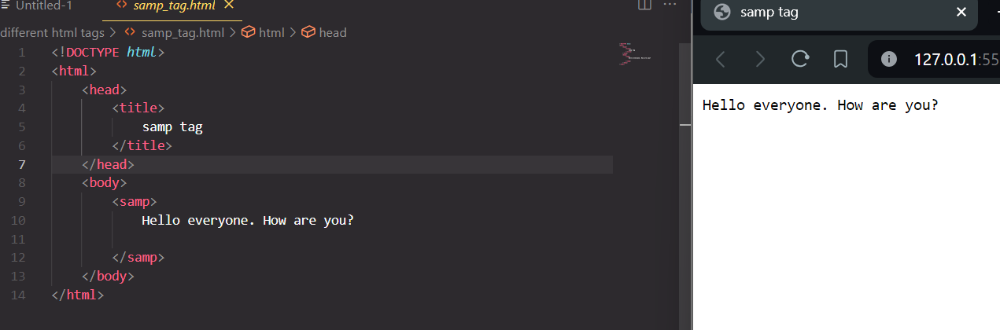 Untitled-1
samp_tag.html
samp tag
different html tags > samp_tag.html > html > head
127.0.0.1:55
1 <!DOCTYPE html>
2 <html>
3 <head>
4 <title>
5 samp tag
6 </title>
7 </head>
8 <body>
9 <samp>
10 Hello everyone. How are you?
11
12 </samp>
13 </body>
14 </html>
Hello everyone. How are you?